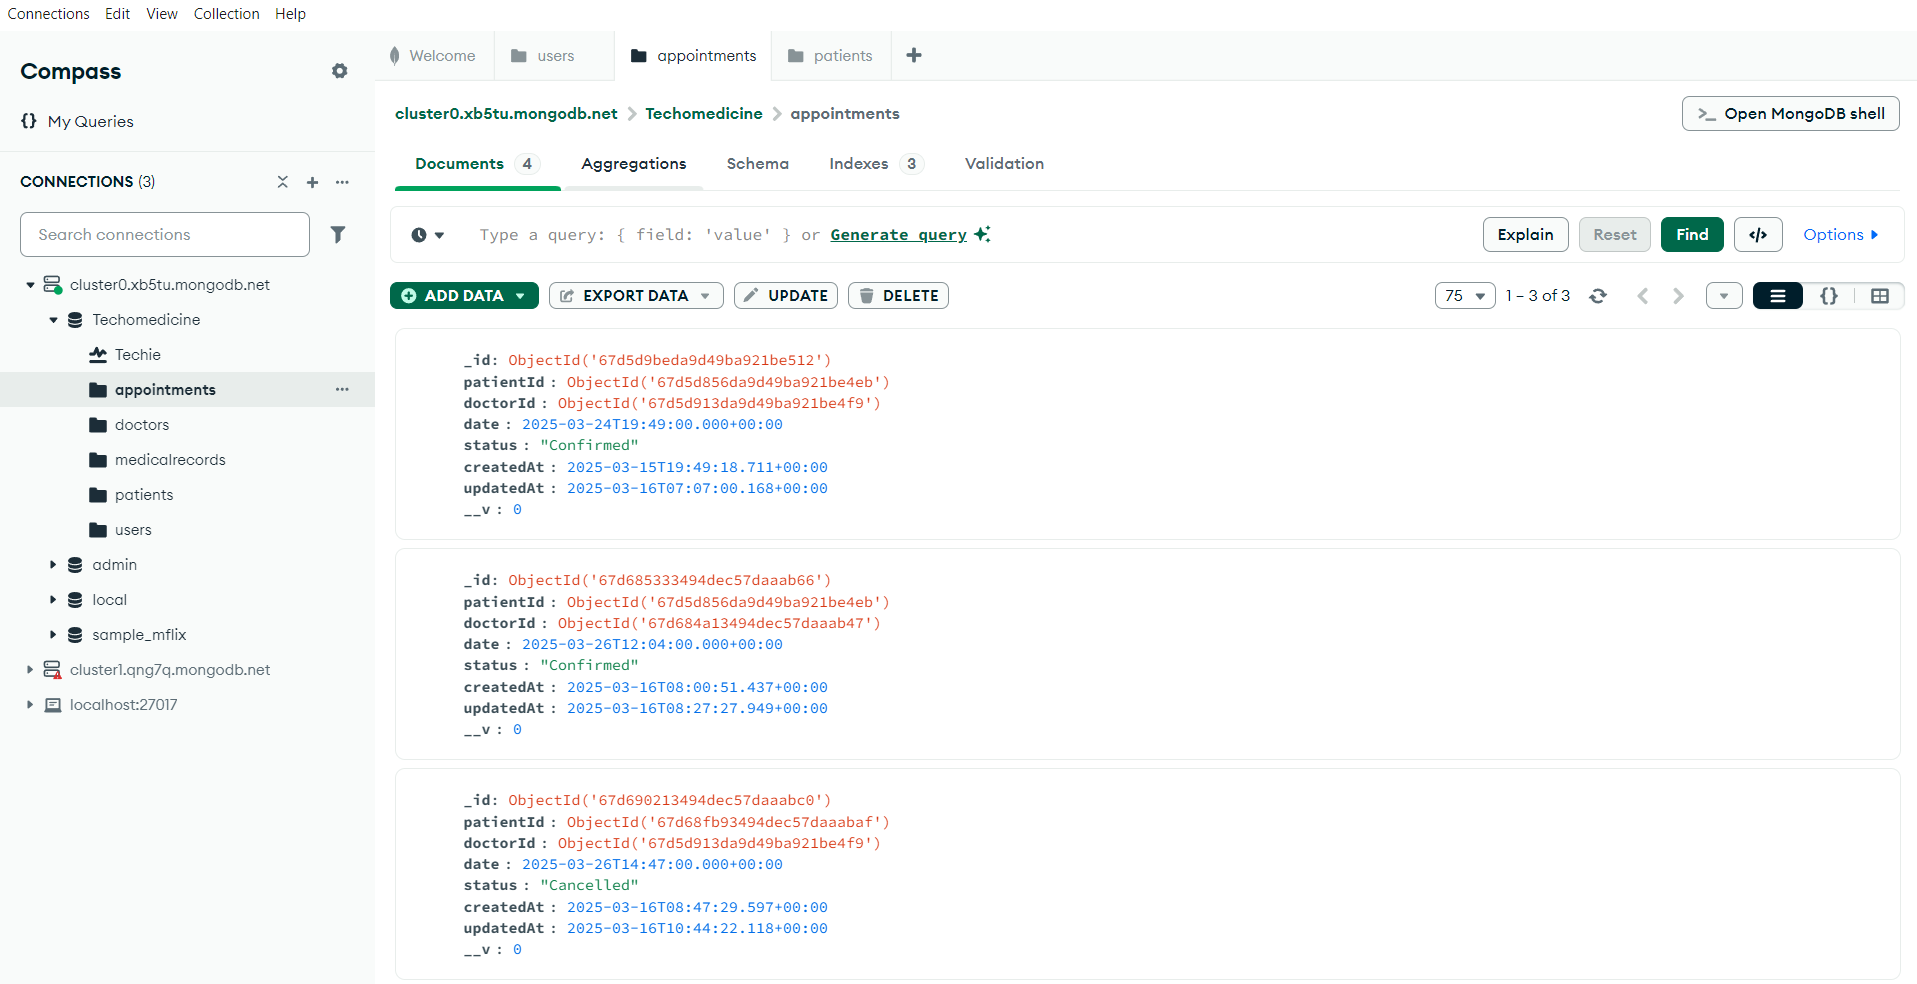 Connections Edit View Collection Help
Compass
My Queries
CONNECTIONS (3)
Search connections
cluster0.xb5tu.mongodb.net
Techomedicine
Techie
appointments
doctors
medicalrecords
patients
users
admin
local
sample_mflix
cluster1.qng7q.mongodb.net
localhost:27017
Welcome users appointments patients
cluster0.xb5tu.mongodb.net > Techomedicine > appointments
>_ Open MongoDB shell
Documents 4 Aggregations Schema Indexes 3 Validation
Type a query: { field: 'value' } or Generate query
Explain Reset Find </> Options
ADD DATA EXPORT DATA UPDATE DELETE
75 1 – 3 of 3 {}
_id: ObjectId('67d5d9beda9d49ba921be512')
patientId : ObjectId('67d5d856da9d49ba921be4eb')
doctorId : ObjectId('67d5d913da9d49ba921be4f9')
date : 2025-03-24T19:49:00.000+00:00
status : "Confirmed"
createdAt : 2025-03-15T19:49:18.711+00:00
updatedAt : 2025-03-16T07:07:00.168+00:00
__v : 0
_id: ObjectId('67d685333494dec57daaab66')
patientId : ObjectId('67d5d856da9d49ba921be4eb')
doctorId : ObjectId('67d684a13494dec57daaab47')
date : 2025-03-26T12:04:00.000+00:00
status : "Confirmed"
createdAt : 2025-03-16T08:00:51.437+00:00
updatedAt : 2025-03-16T08:27:27.949+00:00
__v : 0
_id: ObjectId('67d690213494dec57daaabc0')
patientId : ObjectId('67d68fb93494dec57daaabaf')
doctorId : ObjectId('67d5d913da9d49ba921be4f9')
date : 2025-03-26T14:47:00.000+00:00
status : "Cancelled"
createdAt : 2025-03-16T08:47:29.597+00:00
updatedAt : 2025-03-16T10:44:22.118+00:00
__v : 0